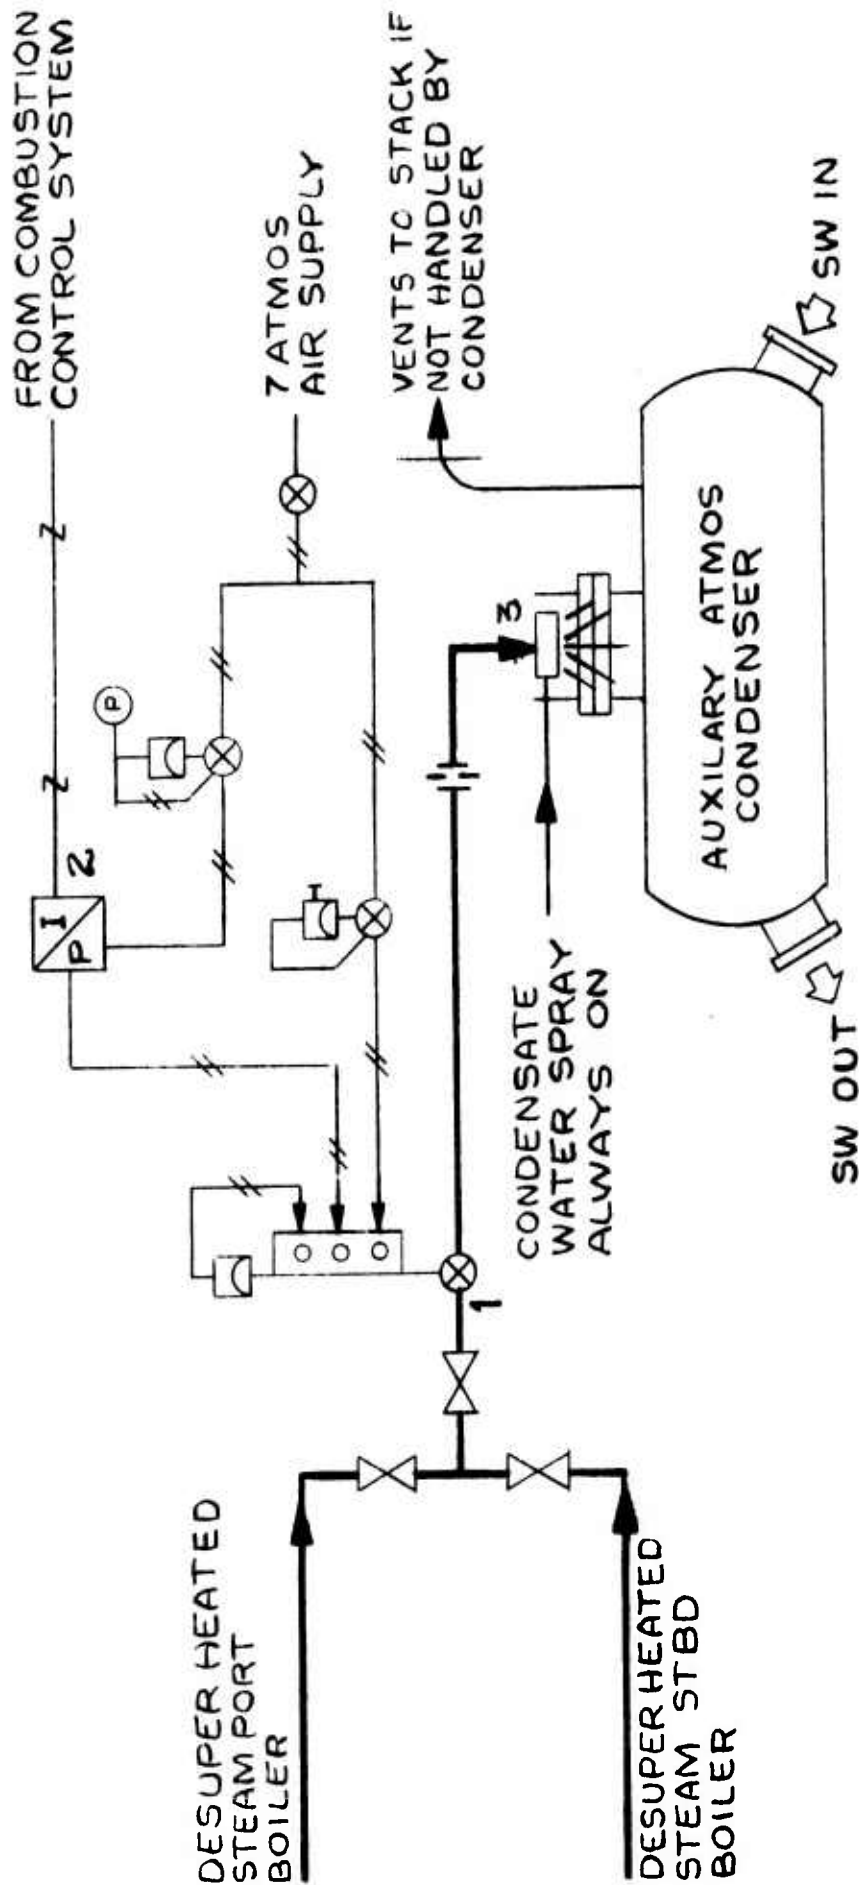 FROM COMBUSTION
CONTROL SYSTEM
I
P
2
P
DESUPER HEATED
STEAM PORT
BOILER
7 ATMOS
AIR SUPPLY
VENTS TO STACK IF
NOT HANDLED BY
CONDENSER
1
3
CONDENSATE
WATER SPRAY
ALWAYS ON
DESUPERHEATED
STEAM STBD
BOILER
AUXILARY ATMOS
CONDENSER
SW OUT
SW IN